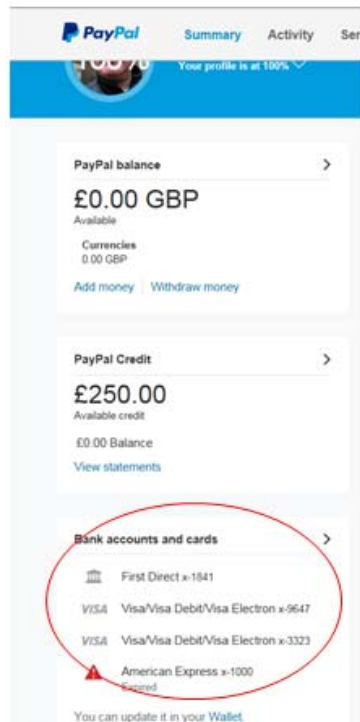 PayPal Summary Activity Ser
100%
Your profile is at 100%
PayPal balance
£0.00 GBP
Available
Currencies
0.00 GBP
Add money Withdraw money
PayPal Credit
£250.00
Available credit
£0.00 Balance
View statements
Bank accounts and cards
First Direct x-1841
VISA Visa/Visa Debit/Visa Electron x-9647
VISA Visa/Visa Debit/Visa Electron x-3323
American Express x-1000
Expired
You can update it in your Wallet